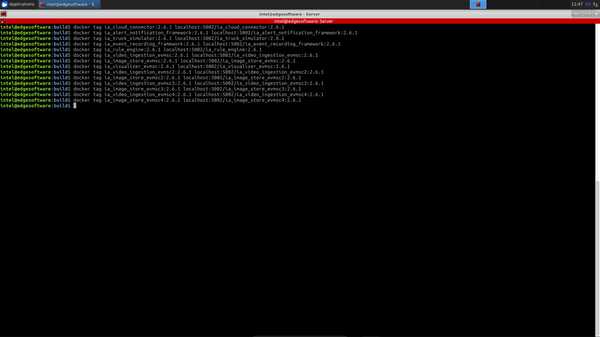 Applications
intel@edgesoftware - S...
11:47
intel@edgesoftware - Server
intel@edgesoftware: Server
intel@edgesoftware:build$ docker tag ia_cloud_connector:2.6.1 localhost:5002/ia_cloud_connector:2.6.1
intel@edgesoftware:build$ docker tag ia_alert_notification_framework:2.6.1 localhost:5002/ia_alert_notification_framework:2.6.1
intel@edgesoftware:build$ docker tag ia_truck_simulator:2.6.1 localhost:5002/ia_truck_simulator:2.6.1
intel@edgesoftware:build$ docker tag ia_event_recording_framework:2.6.1 localhost:5002/ia_event_recording_framework:2.6.1
intel@edgesoftware:build$ docker tag ia_rule_engine:2.6.1 localhost:5002/ia_rule_engine:2.6.1
intel@edgesoftware:build$ docker tag ia_video_ingestion_evmsc:2.6.1 localhost:5002/ia_video_ingestion_evmsc:2.6.1
intel@edgesoftware:build$ docker tag ia_image_store_evmsc:2.6.1 localhost:5002/ia_image_store_evmsc:2.6.1
intel@edgesoftware:build$ docker tag ia_visualizer_evmsc:2.6.1 localhost:5002/ia_visualizer_evmsc:2.6.1
intel@edgesoftware:build$ docker tag ia_video_ingestion_evmsc2:2.6.1 localhost:5002/ia_video_ingestion_evmsc2:2.6.1
intel@edgesoftware:build$ docker tag ia_image_store_evmsc2:2.6.1 localhost:5002/ia_image_store_evmsc2:2.6.1
intel@edgesoftware:build$ docker tag ia_video_ingestion_evmsc3:2.6.1 localhost:5002/ia_video_ingestion_evmsc3:2.6.1
intel@edgesoftware:build$ docker tag ia_image_store_evmsc3:2.6.1 localhost:5002/ia_image_store_evmsc3:2.6.1
intel@edgesoftware:build$ docker tag ia_video_ingestion_evmsc4:2.6.1 localhost:5002/ia_video_ingestion_evmsc4:2.6.1
intel@edgesoftware:build$ docker tag ia_image_store_evmsc4:2.6.1 localhost:5002/ia_image_store_evmsc4:2.6.1
intel@edgesoftware:build$